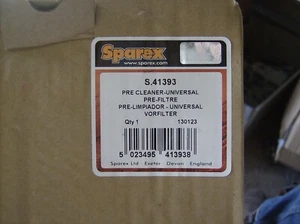 Sparex
www.sparex.com
S.41393
PRE CLEANER-UNIVERSAL
PRE-FILTRE
PRE-LIMPIADOR - UNIVERSAL
VORFILTER
Qty 1 130123
5 023495 413938
Sparex Ltd Exeter Devon England